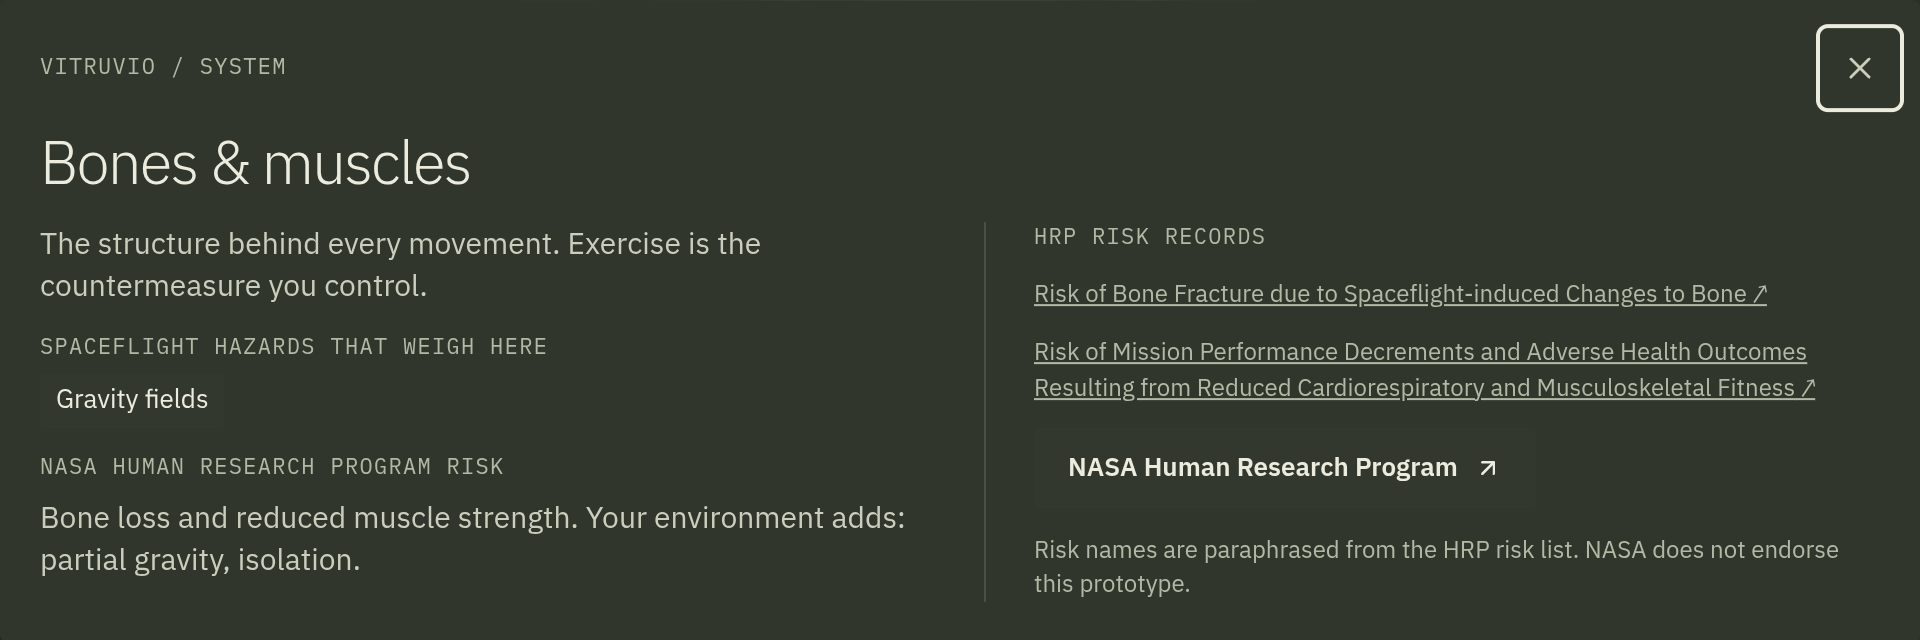 VITRUVIO / SYSTEM
Bones & muscles
The structure behind every movement. Exercise is the
countermeasure you control.
SPACEFLIGHT HAZARDS THAT WEIGH HERE
Gravity fields
NASA HUMAN RESEARCH PROGRAM RISK
Bone loss and reduced muscle strength. Your environment adds:
partial gravity, isolation.
HRP RISK RECORDS
Risk of Bone Fracture due to Spaceflight-induced Changes to Bone ↗
Risk of Mission Performance Decrements and Adverse Health Outcomes
Resulting from Reduced Cardiorespiratory and Musculoskeletal Fitness ↗
NASA Human Research Program ↗
Risk names are paraphrased from the HRP risk list. NASA does not endorse
this prototype.